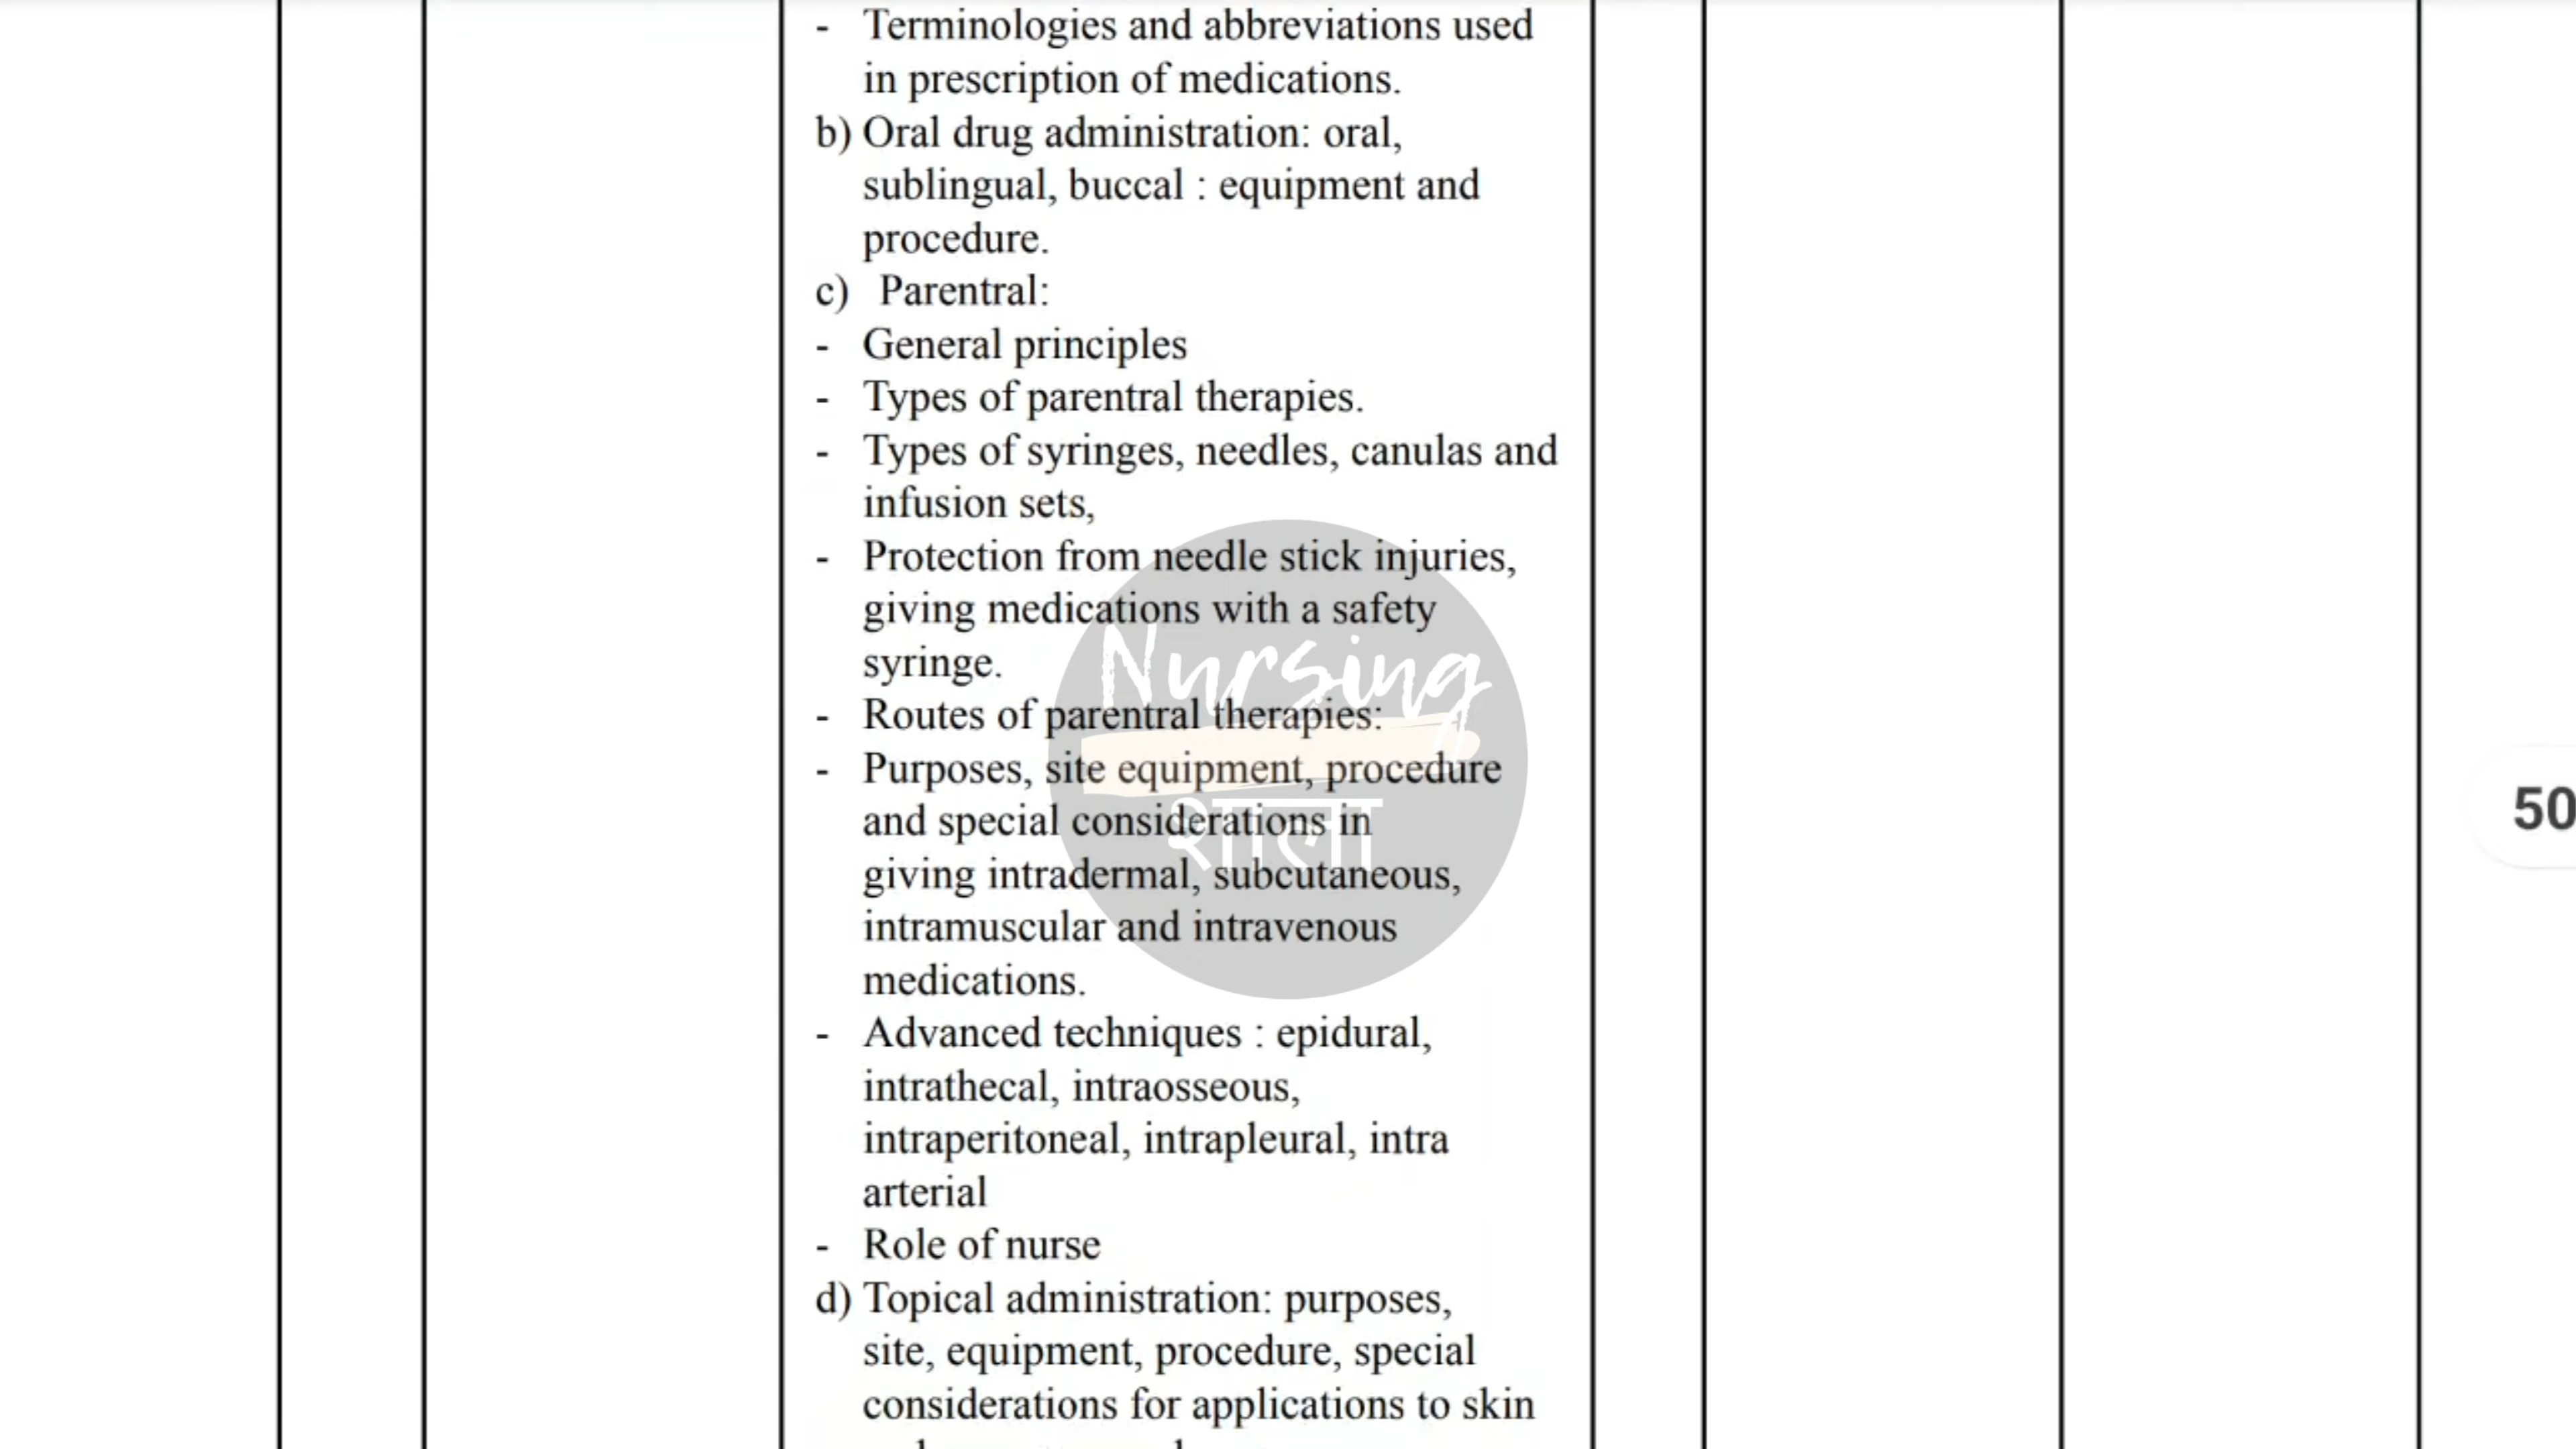 - Terminologies and abbreviations used
in prescription of medications.
b) Oral drug administration: oral,
sublingual, buccal : equipment and
procedure.
c) Parentral:
- General principles
- Types of parentral therapies.
- Types of syringes, needles, canulas and
infusion sets,
- Protection from needle stick injuries,
giving medications with a safety
syringe.
- Routes of parentral therapies:
- Purposes, site equipment, procedure
and special considerations in
giving intradermal, subcutaneous,
intramuscular and intravenous
medications.
- Advanced techniques : epidural,
intrathecal, intraosseous,
intraperitoneal, intrapleural, intra
arterial
- Role of nurse
d) Topical administration: purposes,
site, equipment, procedure, special
considerations for applications to skin
Nursing
शाला
50